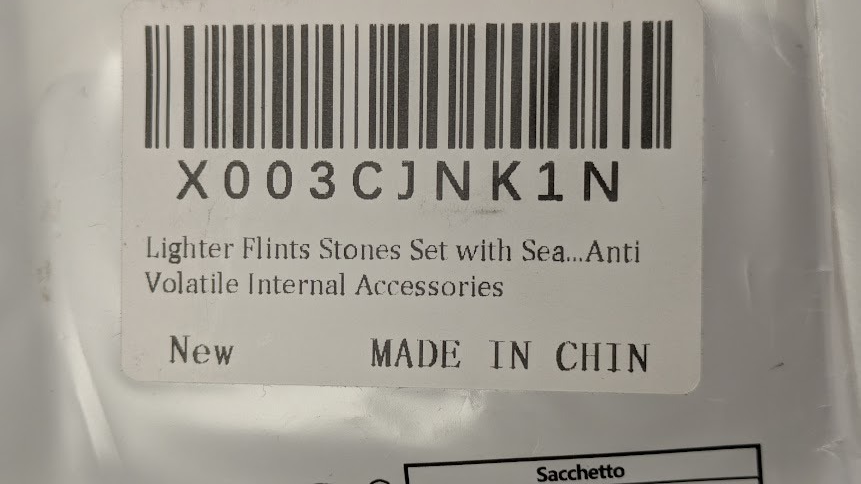 X003CJNK1N
Lighter Flints Stones Set with Sea...Anti
Volatile Internal Accessories
New MADE IN CHIN
Sacchetto